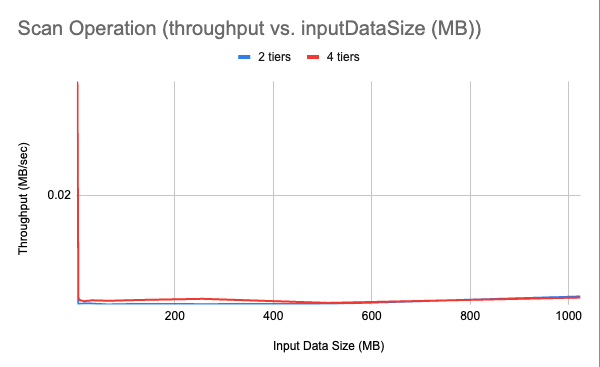 Scan Operation (throughput vs. inputDataSize (MB))
2 tiers
4 tiers
Throughput (MB/sec)
0.02
200
400
600
800
1000
Input Data Size (MB)